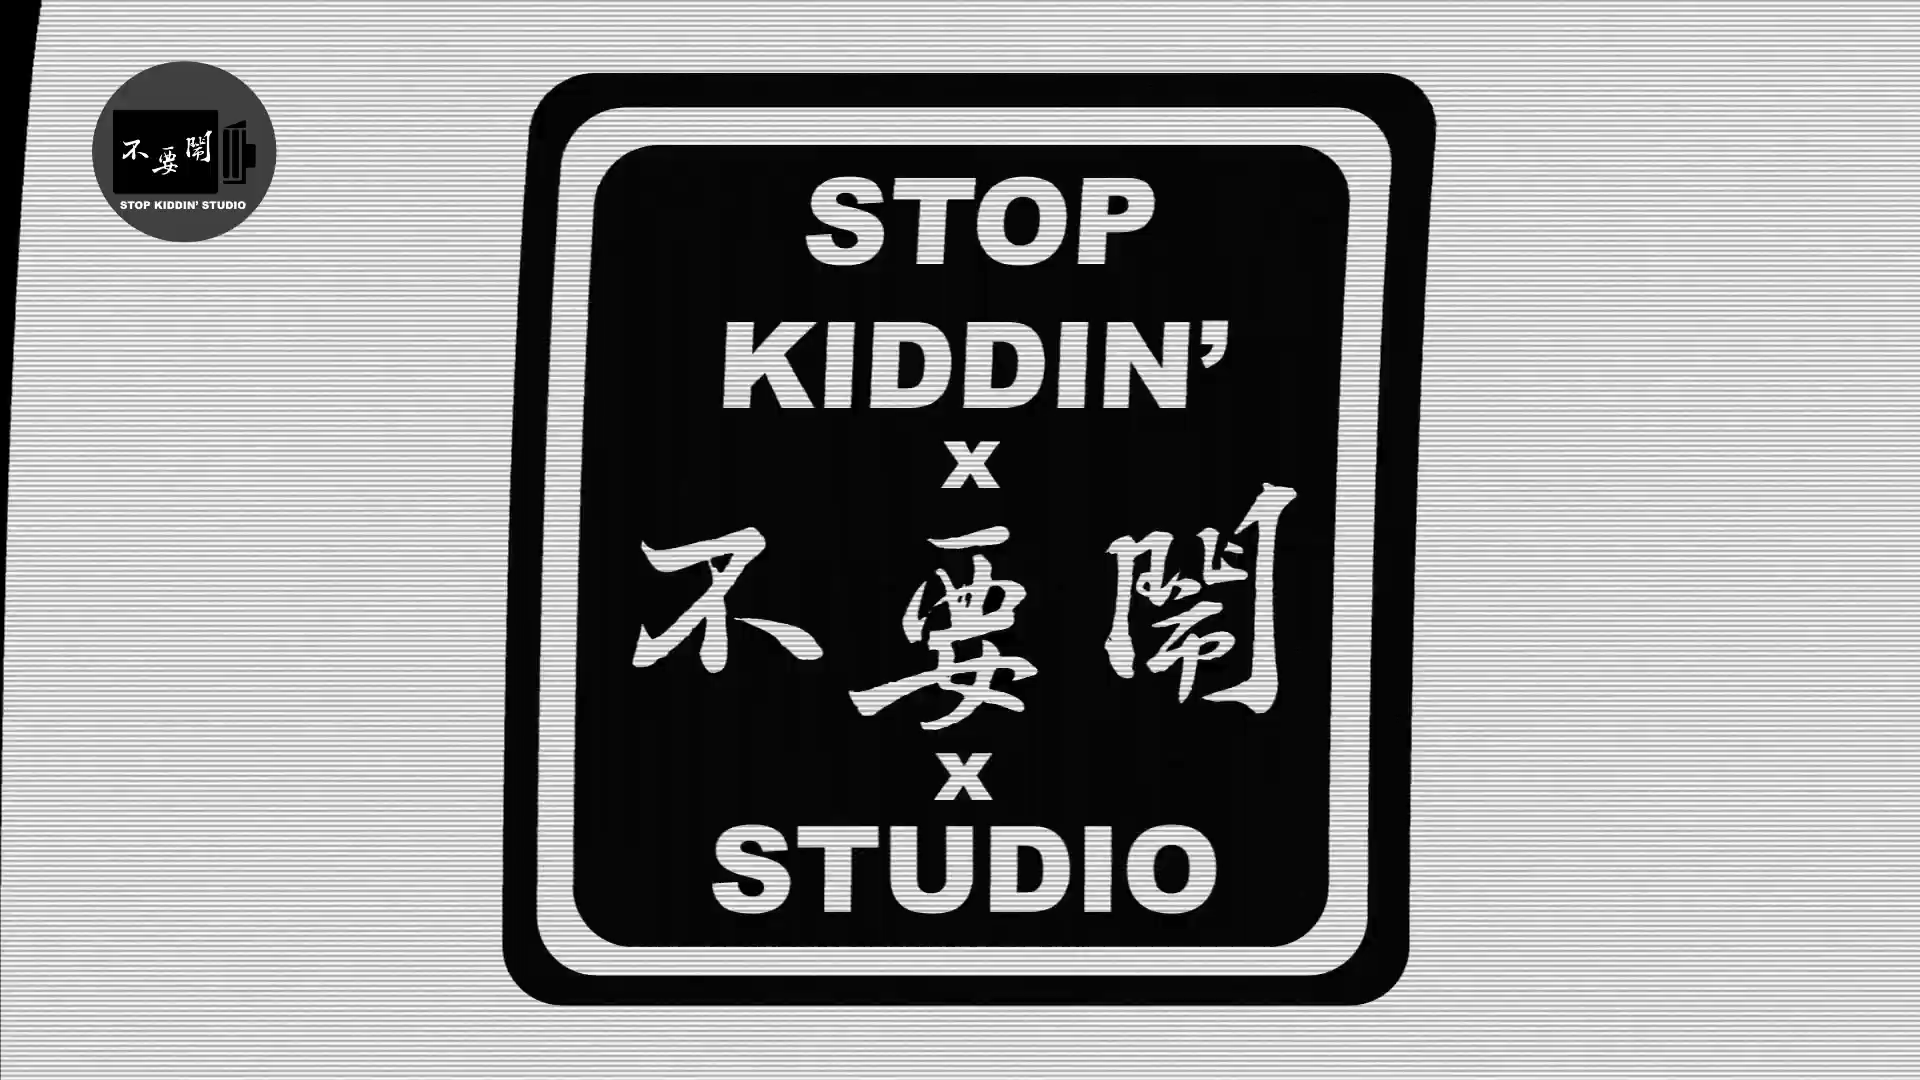 不要鬧
STOP KIDDIN' STUDIO
STOP
KIDDIN'
x
不要鬧
x
STUDIO